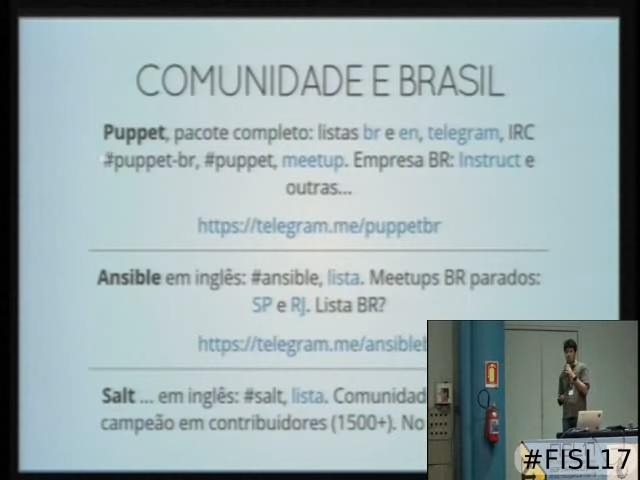 COMUNIDADE E BRASIL
Puppet, pacote completo: listas br e en, telegram, IRC
#puppet-br, #puppet, meetup. Empresa BR: Instruct e
outras...
https://telegram.me/puppetbr
Ansible em inglês: #ansible, lista. Meetups BR parados:
SP e RJ. Lista BR?
https://telegram.me/ansible
Salt ... em inglês: #salt, lista. Comunidad
campeão em contribuidores (1500+). No
#FISL17